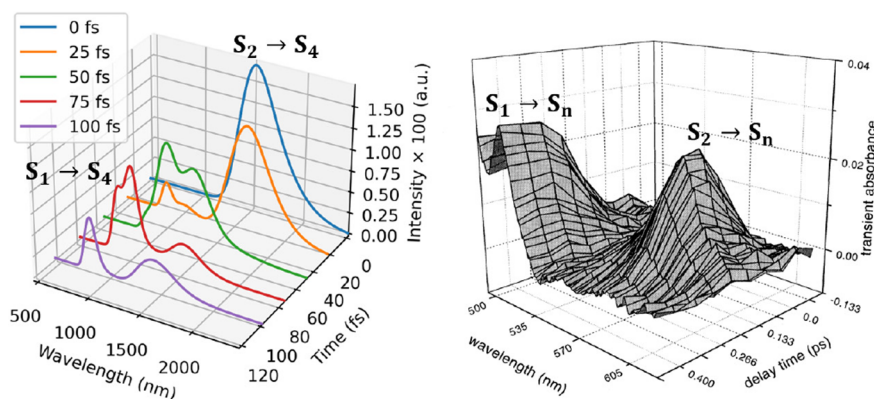 0 fs
25 fs
50 fs
75 fs
100 fs
S₂ → S₄
S₁ → S₄
500
1000
1500
2000
Wavelength (nm)
0
20
40
60
80
100
120
Time (fs)
1.50
1.25
1.00
0.75
0.50
0.25
0.00
Intensity × 100 (a.u.)
S₁ → Sₙ
S₂ → Sₙ
500
535
570
605
wavelength (nm)
0.400
0.266
0.133
0.0
-0.133
delay time (ps)
0.04
0.02
0.00
transient absorbance